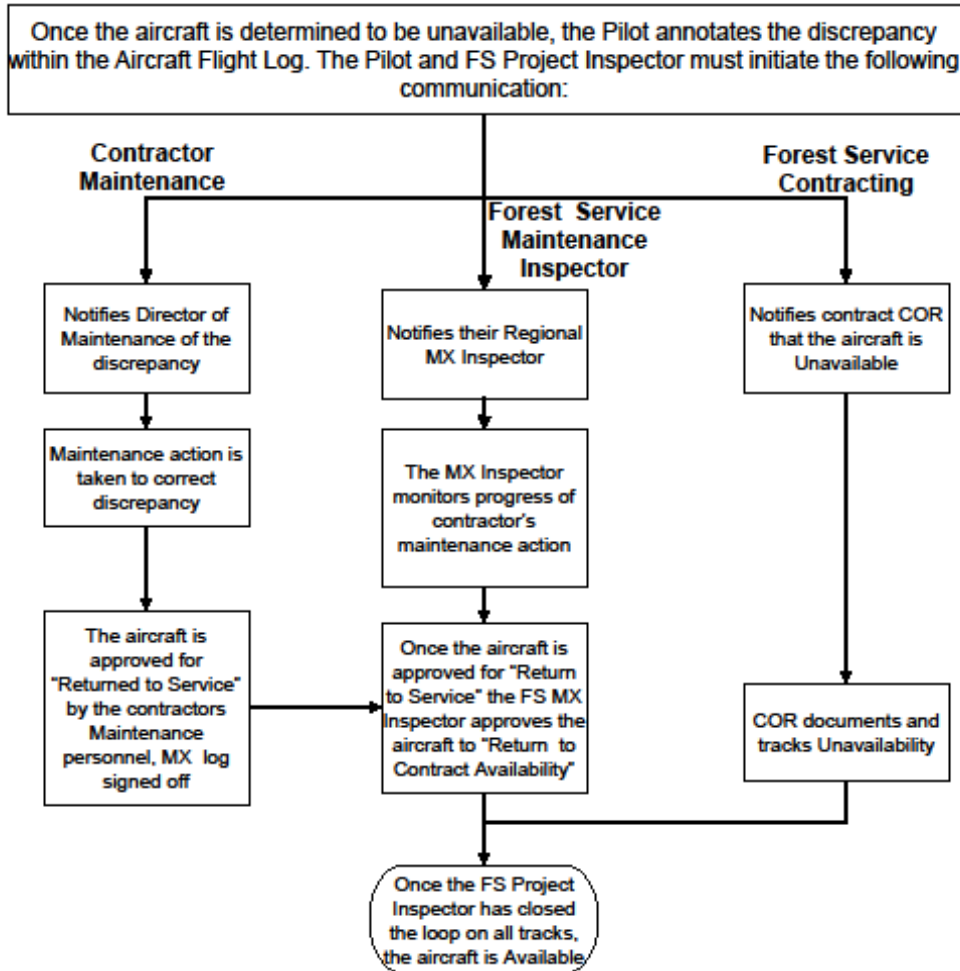 Once the aircraft is determined to be unavailable, the Pilot annotates the discrepancy
within the Aircraft Flight Log. The Pilot and FS Project Inspector must initiate the following
communication:
Contractor
Maintenance
Forest Service
Maintenance
Inspector
Forest Service
Contracting
Notifies Director of
Maintenance of the
discrepancy
Notifies their Regional
MX Inspector
Notifies contract COR
that the aircraft is
Unavailable
Maintenance action is
taken to correct
discrepancy
The MX Inspector
monitors progress of
contractor's
maintenance action
The aircraft is
approved for
"Returned to Service"
by the contractors
Maintenance
personnel, MX log
signed off
Once the aircraft is
approved for "Return
to Service" the FS MX
Inspector approves the
aircraft to "Return to
Contract Availability"
COR documents and
tracks Unavailability
Once the FS Project
Inspector has closed
the loop on all tracks,
the aircraft is Available